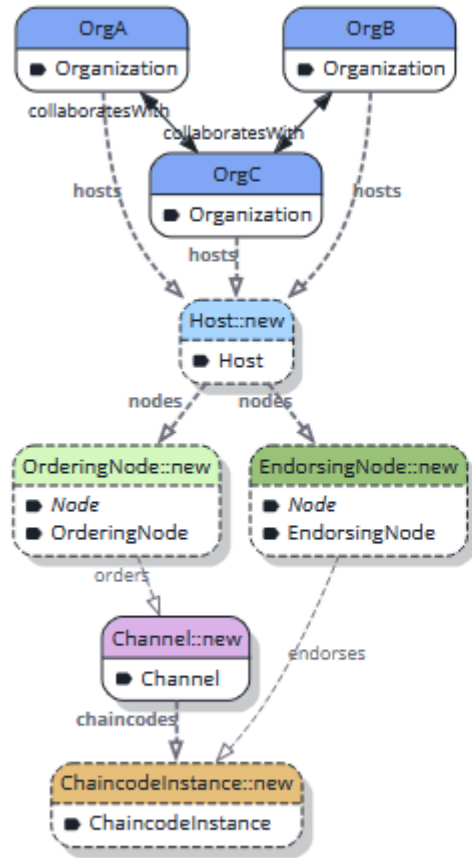 OrgA
Organization
OrgB
Organization
collaboratesWith
collaboratesWith
OrgC
Organization
hosts
hosts
hosts
Host::new
Host
nodes
nodes
OrderingNode::new
Node
OrderingNode
EndorsingNode::new
Node
EndorsingNode
orders
Channel::new
Channel
endorses
chaincodes
ChaincodeInstance::new
ChaincodeInstance